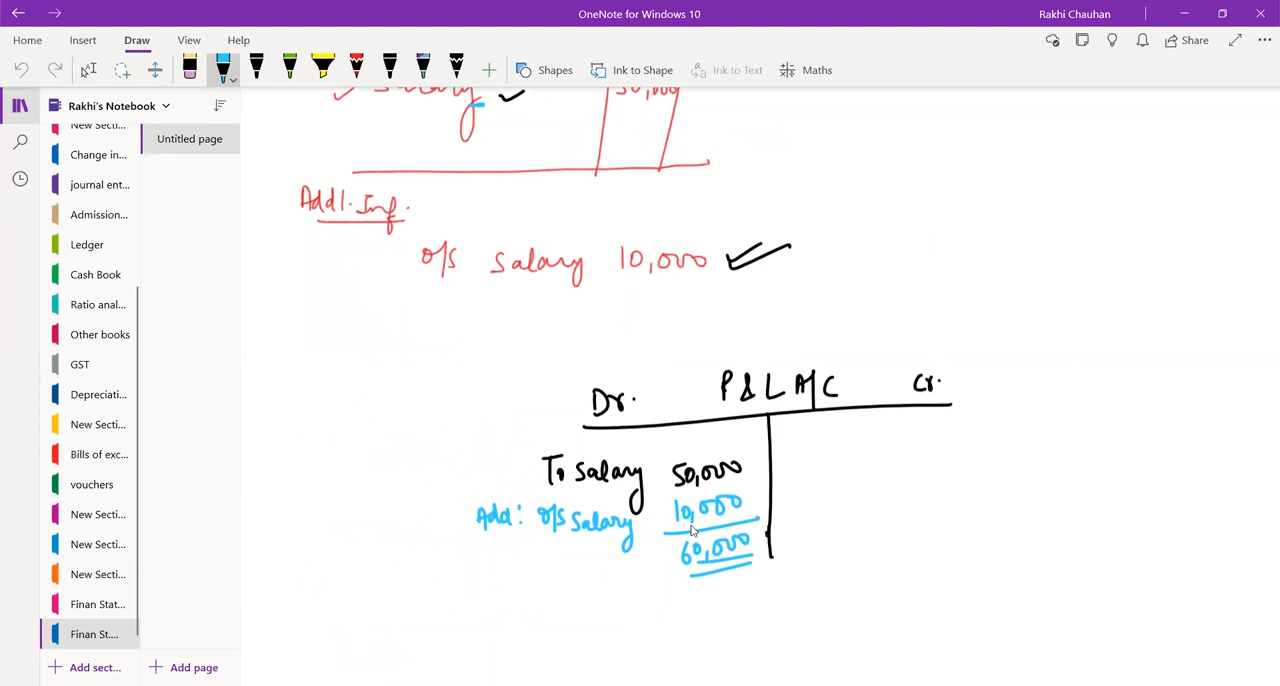 OneNote for Windows 10
Rakhi Chauhan
Home
Insert
Draw
View
Help
Share
Shapes
Ink to Shape
Ink to Text
Maths
Rakhi's Notebook
New Secti...
Change in...
journal ent...
Admission...
Ledger
Cash Book
Ratio anal...
Other books
GST
Depreciati...
New Secti...
Bills of exc...
vouchers
New Secti...
New Secti...
New Secti...
Finan Stat...
Finan St....
Add sect...
Untitled page
Add page
Salary 50,000
Addl. Inf.
O/S Salary 10,000
Dr. P & L A/C Cr.
To Salary 50,000
Add: O/S Salary 10,000
60,000